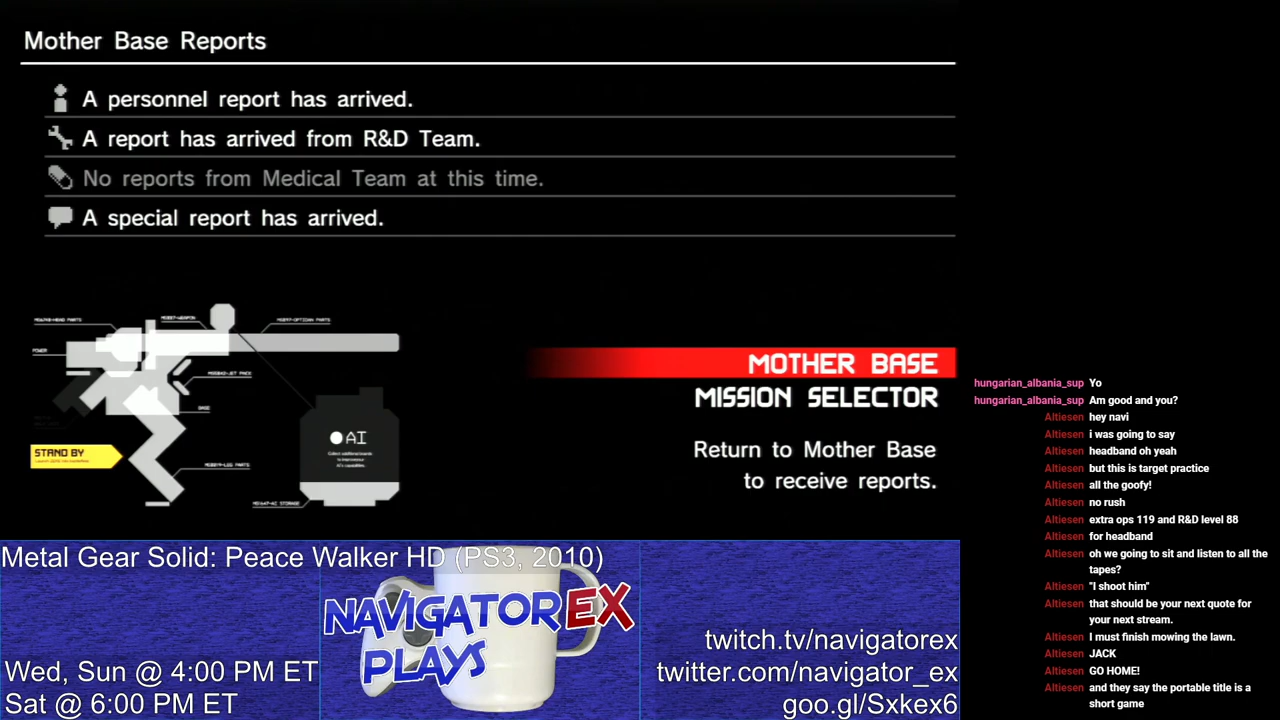 Mother Base Reports
A personnel report has arrived.
A report has arrived from R&D Team.
No reports from Medical Team at this time.
A special report has arrived.
POWER
BASE
STAND BY
AI
MOTHER BASE
MISSION SELECTOR
Return to Mother Base
to receive reports.
hungarian_albania_sup Yo
hungarian_albania_sup Am good and you?
Altiesen hey navi
Altiesen i was going to say
Altiesen headband oh yeah
Altiesen but this is target practice
Altiesen all the goofy!
Altiesen no rush
Altiesen extra ops 119 and R&D level 88
Altiesen for headband
Altiesen oh we going to sit and listen to all the
tapes?
Altiesen "I shoot him"
Altiesen that should be your next quote for
your next stream.
Altiesen I must finish mowing the lawn.
Altiesen JACK
Altiesen GO HOME!
Altiesen and they say the portable title is a
short game
Metal Gear Solid: Peace Walker HD (PS3, 2010)
NAVIGATOREX
PLAYS
Wed, Sun @ 4:00 PM ET
Sat @ 6:00 PM ET
twitch.tv/navigatorex
twitter.com/navigator_ex
goo.gl/Sxkex6